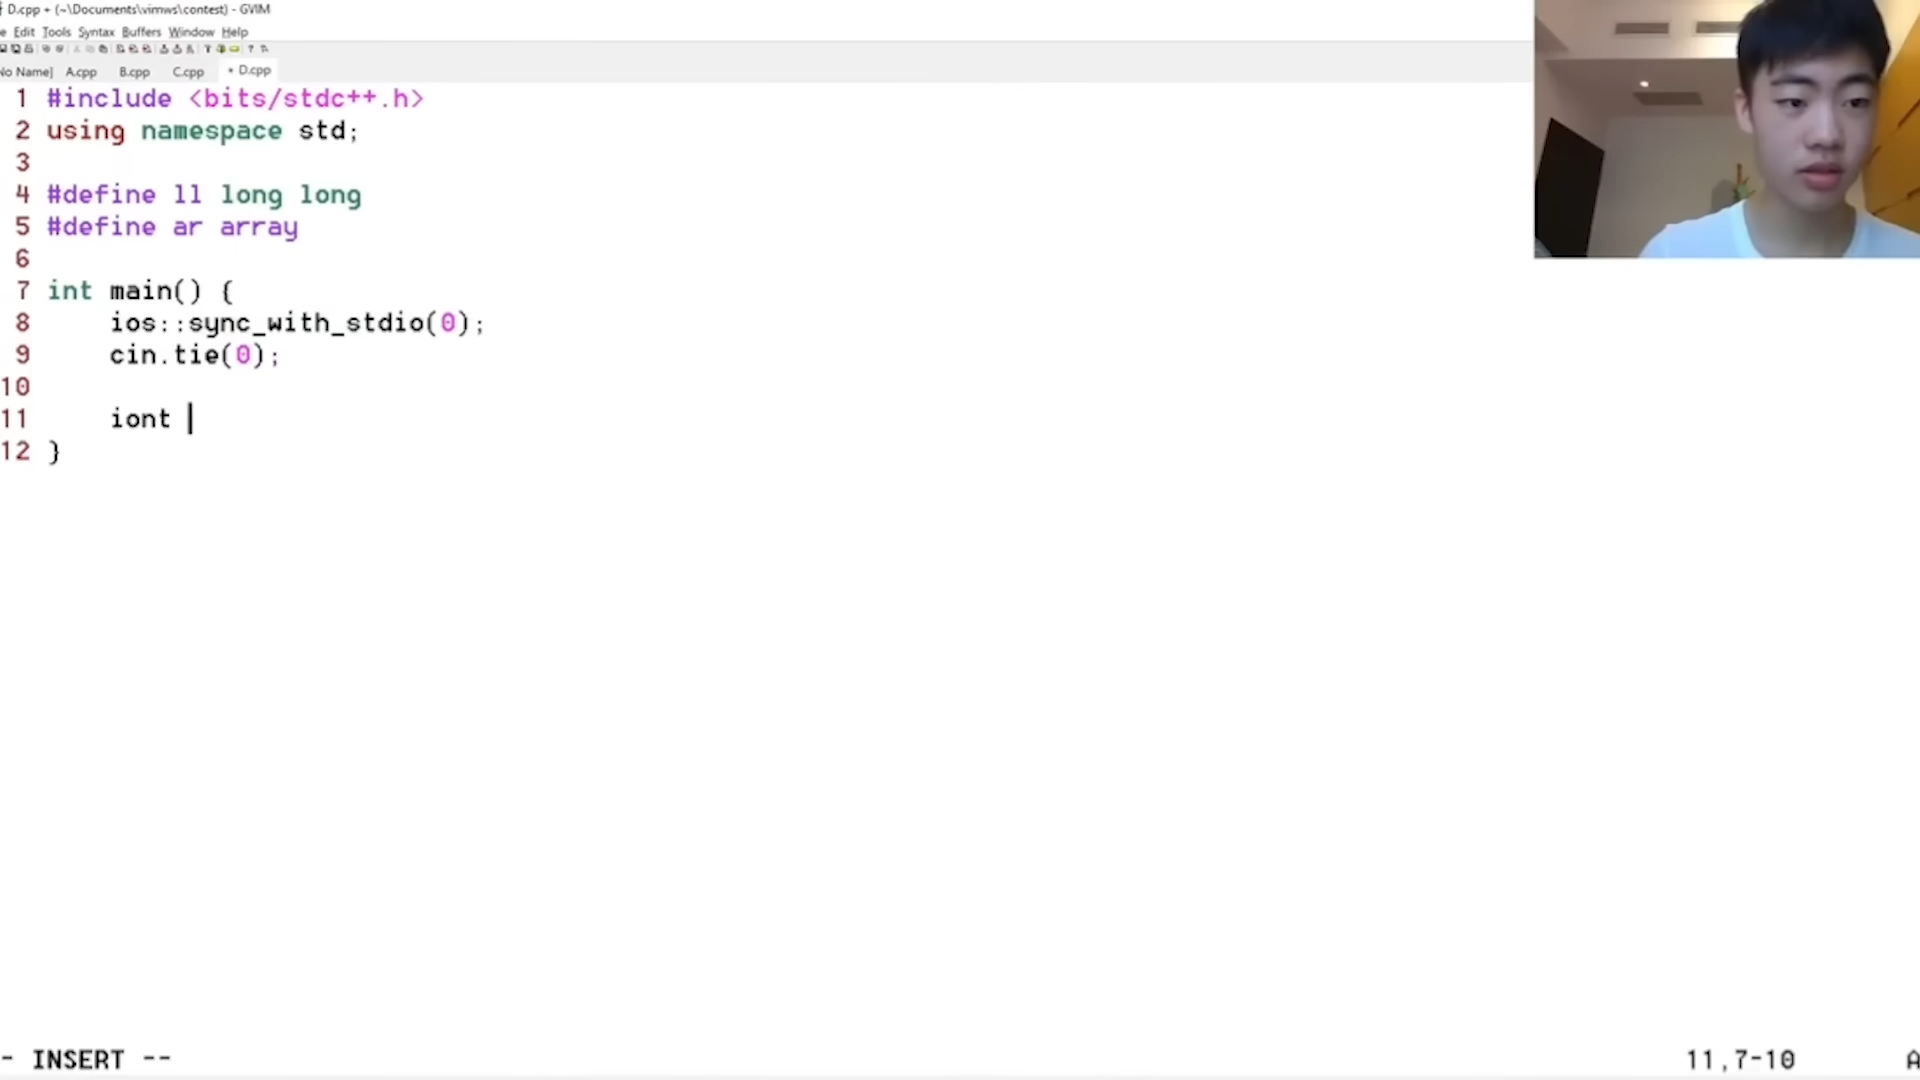 D.cpp + (~\Documents\vimws\contest) - GVIM
e Edit Tools Syntax Buffers Window Help
No Name] A.cpp B.cpp C.cpp • D.cpp
1 #include <bits/stdc++.h>
2 using namespace std;
3
4 #define ll long long
5 #define ar array
6
7 int main() {
8 ios::sync_with_stdio(0);
9 cin.tie(0);
10
11 iont
12 }
- INSERT --
11,7-10 A